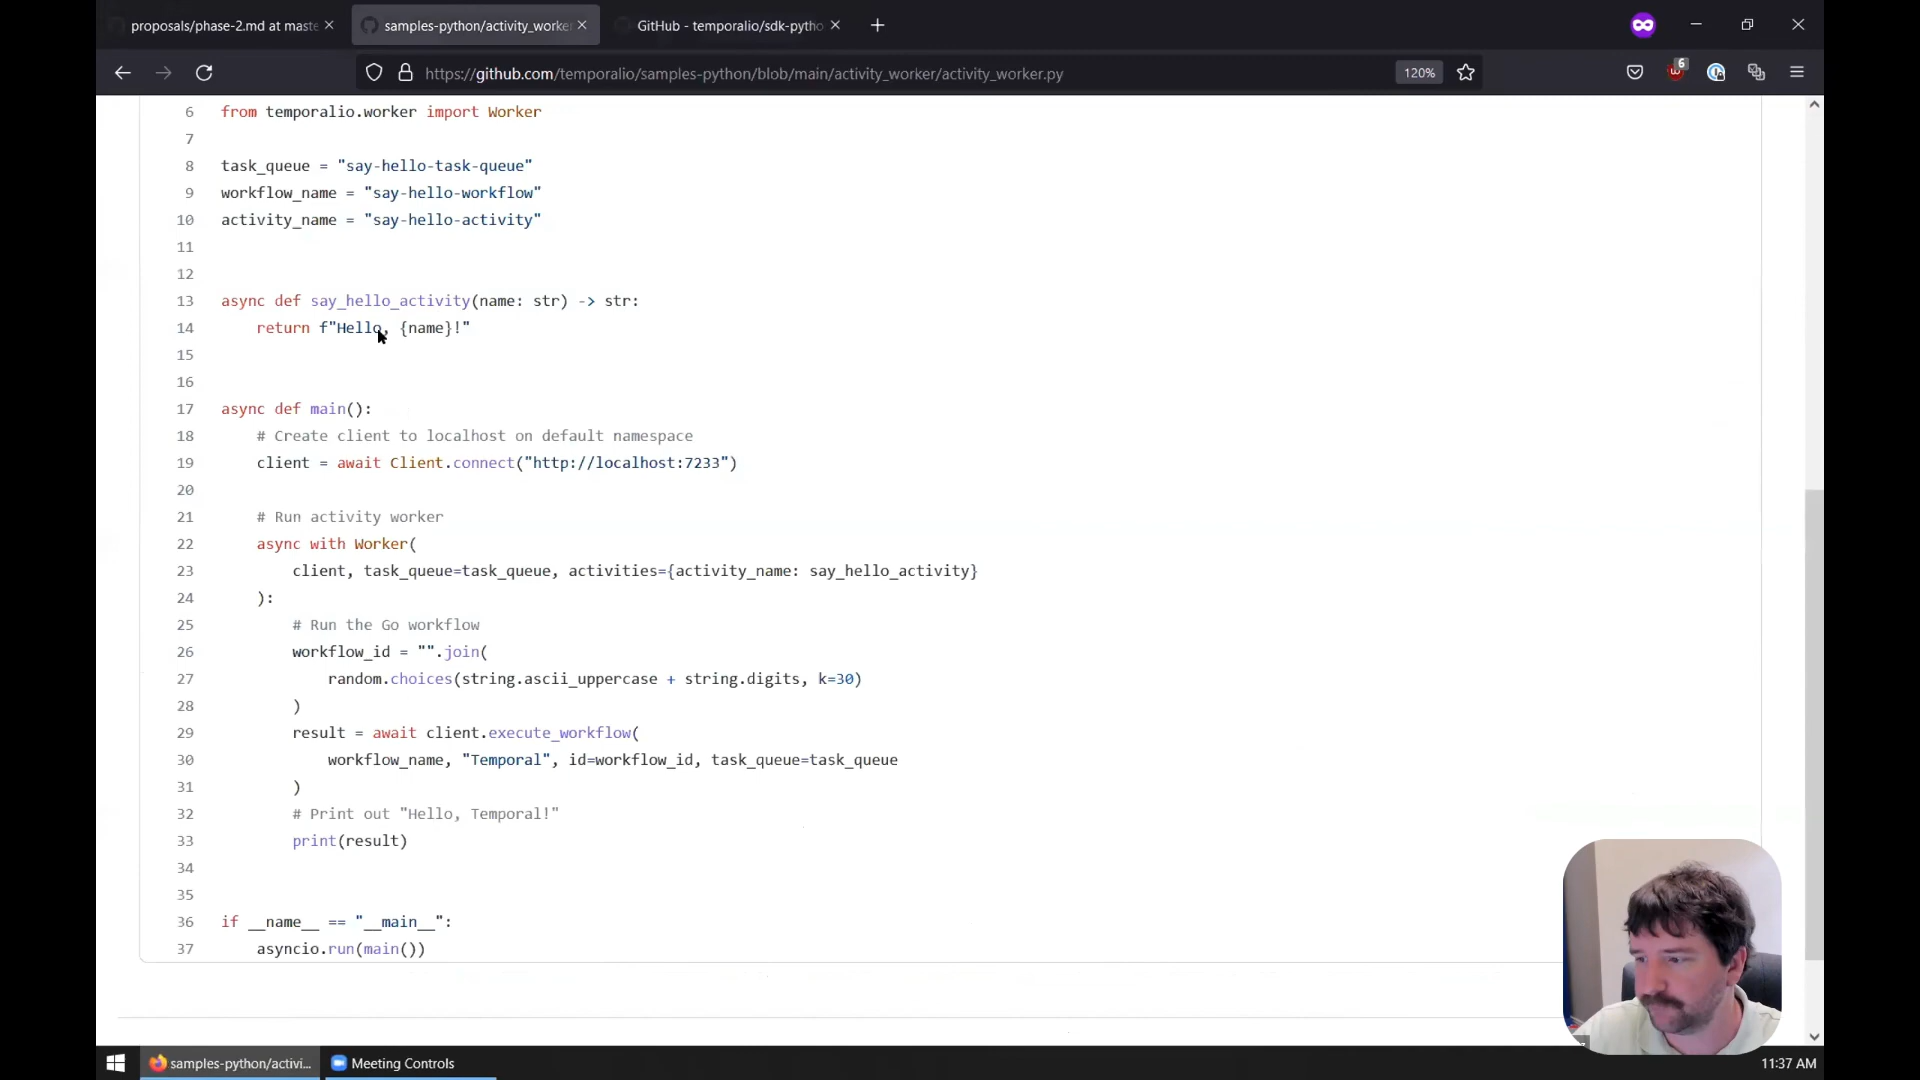 proposals/phase-2.md at maste
samples-python/activity_worke
GitHub - temporalio/sdk-pytho
https://github.com/temporalio/samples-python/blob/main/activity_worker/activity_worker.py
120%
6
6 from temporalio.worker import Worker
7
8 task_queue = "say-hello-task-queue"
9 workflow_name = "say-hello-workflow"
10 activity_name = "say-hello-activity"
11
12
13 async def say_hello_activity(name: str) -> str:
14 return f"Hello, {name}!"
15
16
17 async def main():
18 # Create client to localhost on default namespace
19 client = await Client.connect("http://localhost:7233")
20
21 # Run activity worker
22 async with Worker(
23 client, task_queue=task_queue, activities={activity_name: say_hello_activity}
24 ):
25 # Run the Go workflow
26 workflow_id = "".join(
27 random.choices(string.ascii_uppercase + string.digits, k=30)
28 )
29 result = await client.execute_workflow(
30 workflow_name, "Temporal", id=workflow_id, task_queue=task_queue
31 )
32 # Print out "Hello, Temporal!"
33 print(result)
34
35
36 if __name__ == "__main__":
37 asyncio.run(main())
samples-python/activi...
Meeting Controls
11:37 AM